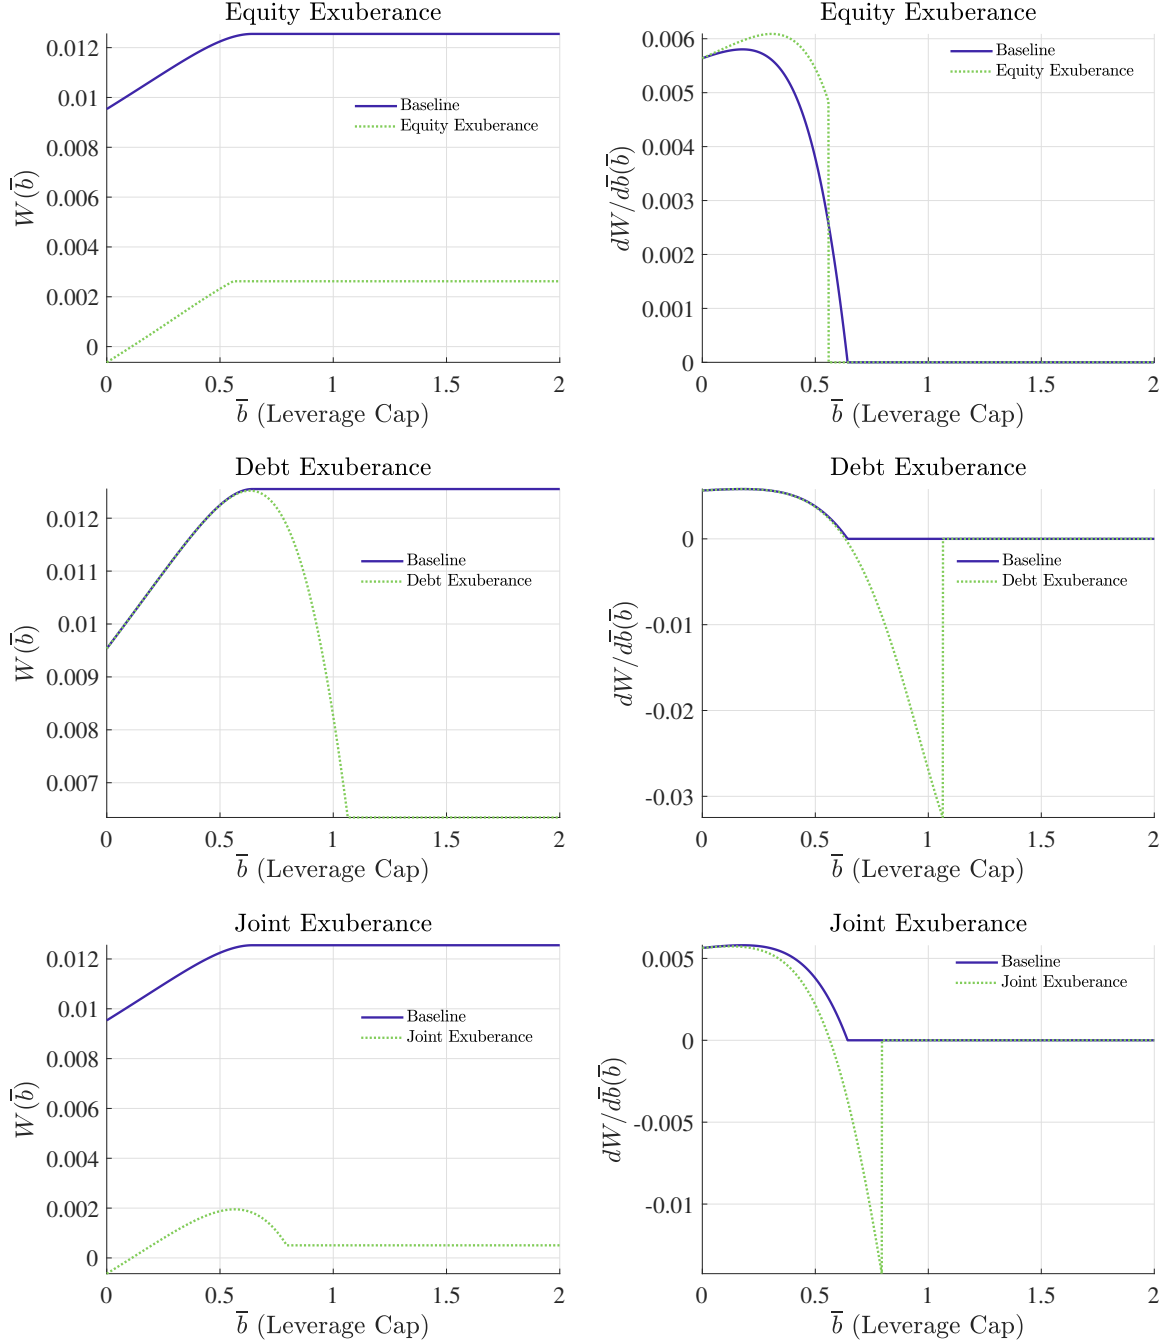 Equity Exuberance
0.012
0.01
0.008
0.006
0.004
0.002
0
W(b̅)
Baseline
Equity Exuberance
0
0.5
1
1.5
2
b̅ (Leverage Cap)
Equity Exuberance
0.006
0.005
0.004
0.003
0.002
0.001
0
dW/db̅(b̅)
Baseline
Equity Exuberance
0
0.5
1
1.5
2
b̅ (Leverage Cap)
Debt Exuberance
0.012
0.011
0.01
0.009
0.008
0.007
W(b̅)
Baseline
Debt Exuberance
0
0.5
1
1.5
2
b̅ (Leverage Cap)
Debt Exuberance
0
-0.01
-0.02
-0.03
dW/db̅(b̅)
Baseline
Debt Exuberance
0
0.5
1
1.5
2
b̅ (Leverage Cap)
Joint Exuberance
0.012
0.01
0.008
0.006
0.004
0.002
0
W(b̅)
Baseline
Joint Exuberance
0
0.5
1
1.5
2
b̅ (Leverage Cap)
Joint Exuberance
0.005
0
-0.005
-0.01
dW/db̅(b̅)
Baseline
Joint Exuberance
0
0.5
1
1.5
2
b̅ (Leverage Cap)